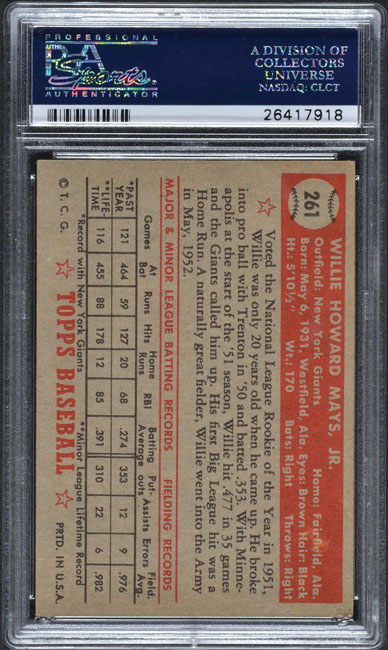 PROFESSIONAL
PSA
Sports
AUTHENTICATOR
A DIVISION OF
COLLECTORS
UNIVERSE
NASDAQ: CLCT
26417918
261
WILLIE HOWARD MAYS, JR.
Outfield: New York Giants Home: Fairfield, Ala.
Born: May 6, 1931, Westfield, Ala. Eyes: Brown Hair: Black
Ht.: 5'10½" Wt.: 170 Bats: Right Throws: Right
Voted the National League Rookie of the Year in 1951,
Willie was only 20 years old when he came up. He broke
into pro ball with Trenton in '50 and batted .353. With Minne-
apolis at the start of the '51 season, Willie hit .477 in 35 games
and the Giants called him up. His first Big League hit was a
Home Run. A naturally great fielder, Willie went into the Army
in May, 1952.
MAJOR & MINOR LEAGUE BATTING RECORDS FIELDING RECORDS
Games At Bat Runs Hits Home Runs RBI Batting Average Put-outs Assists Errors Field. Avg.
*PAST YEAR 121 464 59 127 20 68 .274 353 12 9 .976
**LIFE-TIME 116 455 88 178 12 85 .391 310 22 6 .982
*Record with New York Giants **Minor League Lifetime Record
© T. C. G. TOPPS BASEBALL PRTD. IN U.S.A.